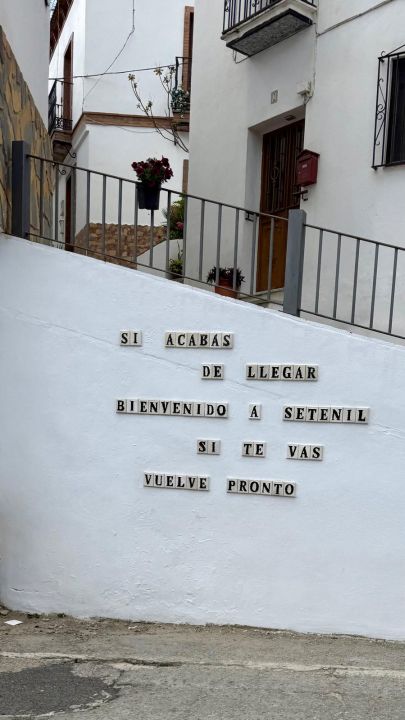 SI ACABAS
DE LLEGAR
BIENVENIDO A SETENIL
SI TE VAS
VUELVE PRONTO